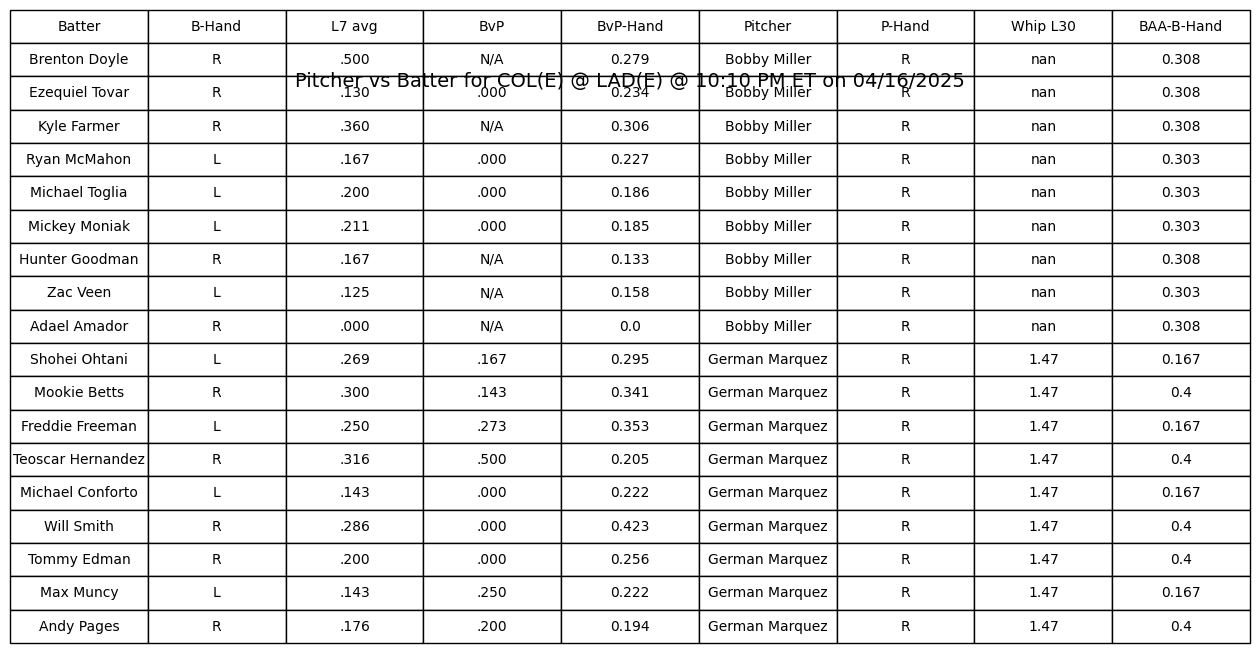 Batter B-Hand L7 avg BvP BvP-Hand Pitcher P-Hand Whip L30 BAA-B-Hand
Brenton Doyle R .500 N/A 0.279 Bobby Miller R nan 0.308
Pitcher vs Batter for COL(E) @ LAD(E) @ 10:10 PM ET on 04/16/2025
Ezequiel Tovar R .130 .000 0.234 Bobby Miller R nan 0.308
Kyle Farmer R .360 N/A 0.306 Bobby Miller R nan 0.308
Ryan McMahon L .167 .000 0.227 Bobby Miller R nan 0.303
Michael Toglia L .200 .000 0.186 Bobby Miller R nan 0.303
Mickey Moniak L .211 .000 0.185 Bobby Miller R nan 0.303
Hunter Goodman R .167 N/A 0.133 Bobby Miller R nan 0.308
Zac Veen L .125 N/A 0.158 Bobby Miller R nan 0.303
Adael Amador R .000 N/A 0.0 Bobby Miller R nan 0.308
Shohei Ohtani L .269 .167 0.295 German Marquez R 1.47 0.167
Mookie Betts R .300 .143 0.341 German Marquez R 1.47 0.4
Freddie Freeman L .250 .273 0.353 German Marquez R 1.47 0.167
Teoscar Hernandez R .316 .500 0.205 German Marquez R 1.47 0.4
Michael Conforto L .143 .000 0.222 German Marquez R 1.47 0.167
Will Smith R .286 .000 0.423 German Marquez R 1.47 0.4
Tommy Edman R .200 .000 0.256 German Marquez R 1.47 0.4
Max Muncy L .143 .250 0.222 German Marquez R 1.47 0.167
Andy Pages R .176 .200 0.194 German Marquez R 1.47 0.4